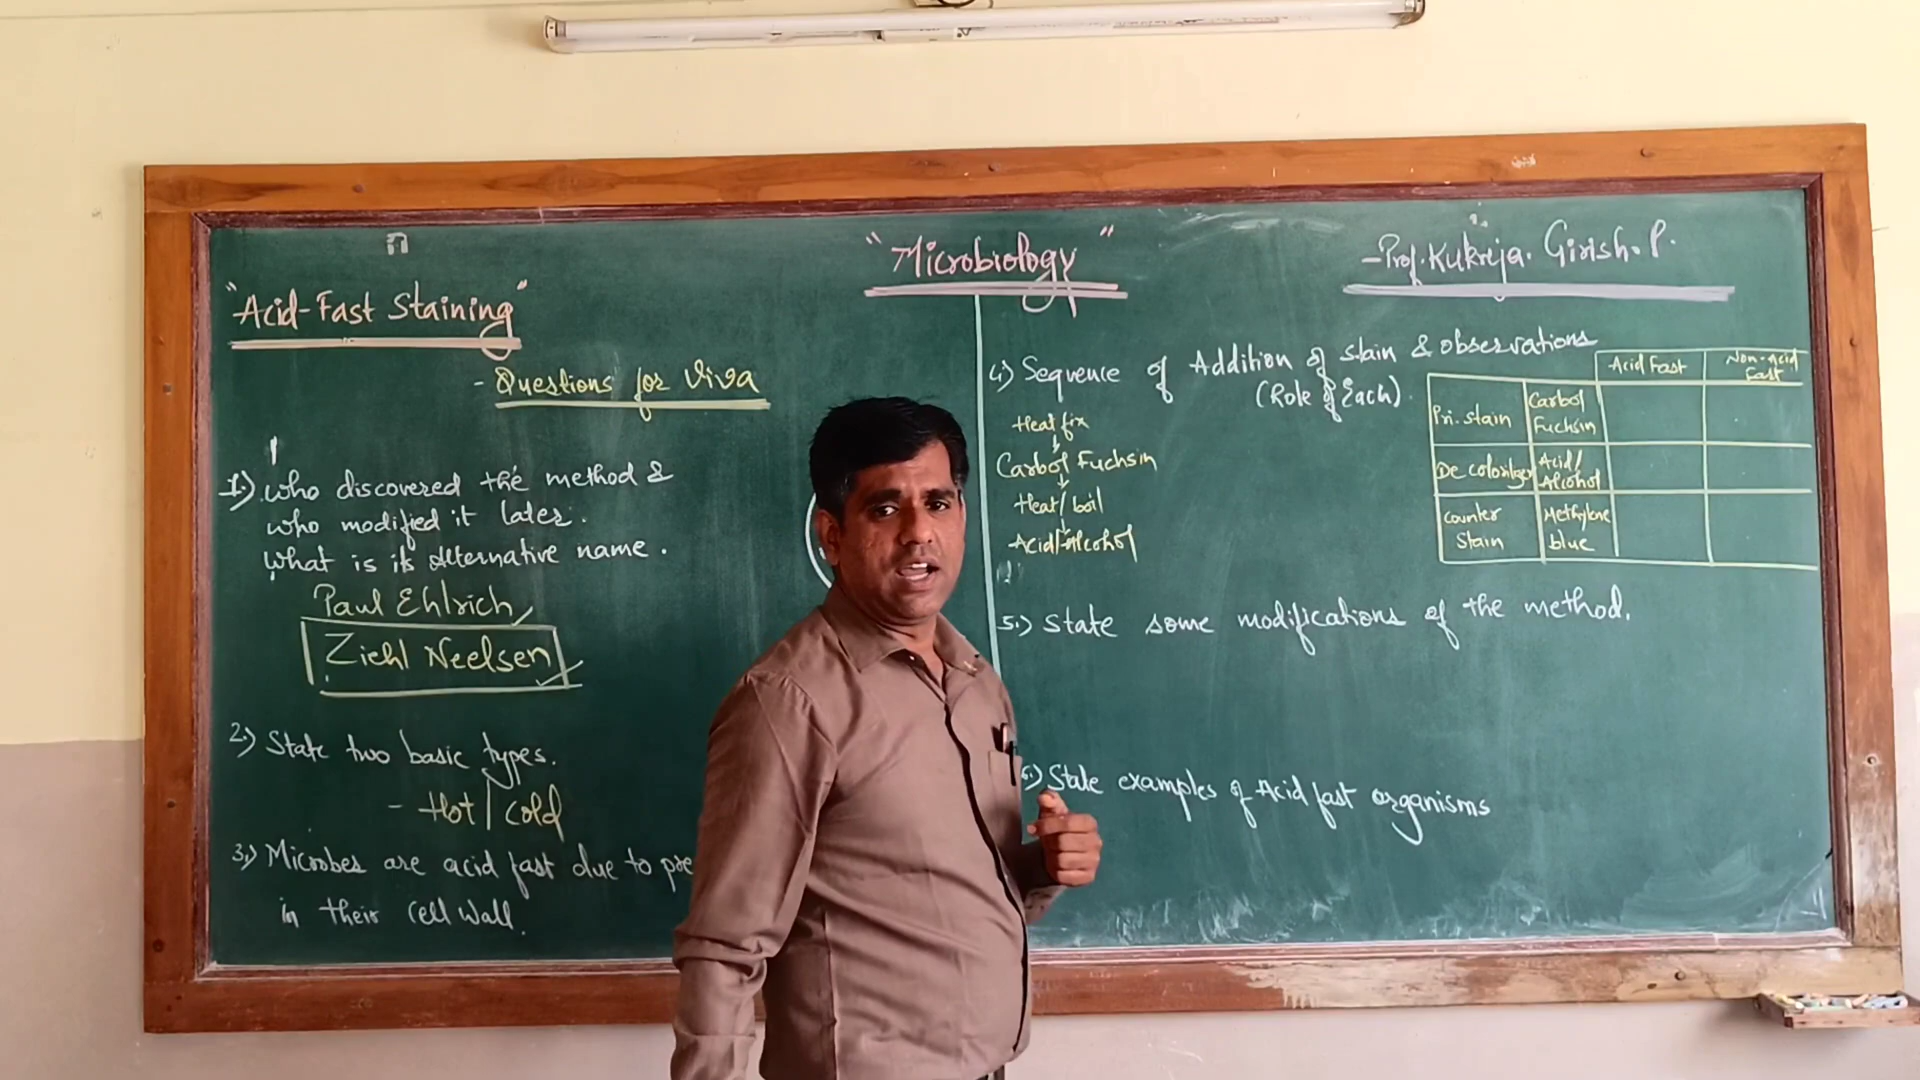 "Microbiology"
-Prof. Kukreja. Girish. P.
"Acid-Fast Staining"
- Questions for Viva
1.) who discovered the method &
who modified it later.
What is its alternative name.
Paul Ehlrich
Ziehl Neelsen
2.) State two basic types.
- Hot / Cold
3.) Microbes are acid fast due to pre
in their cell wall.
4.) Sequence of Addition of stain & observations
(Role of Each).
Heat fix
Carbol Fuchsin
Heat/boil
Acid/Alcohol
Acid Fast
Non-acid Fast
Pri. stain
Carbol Fuchsin
Decolorilzer
Acid/Alcohol
Counter Stain
Methylene blue
5.) State some modifications of the method.
6.) State examples of Acid fast organisms